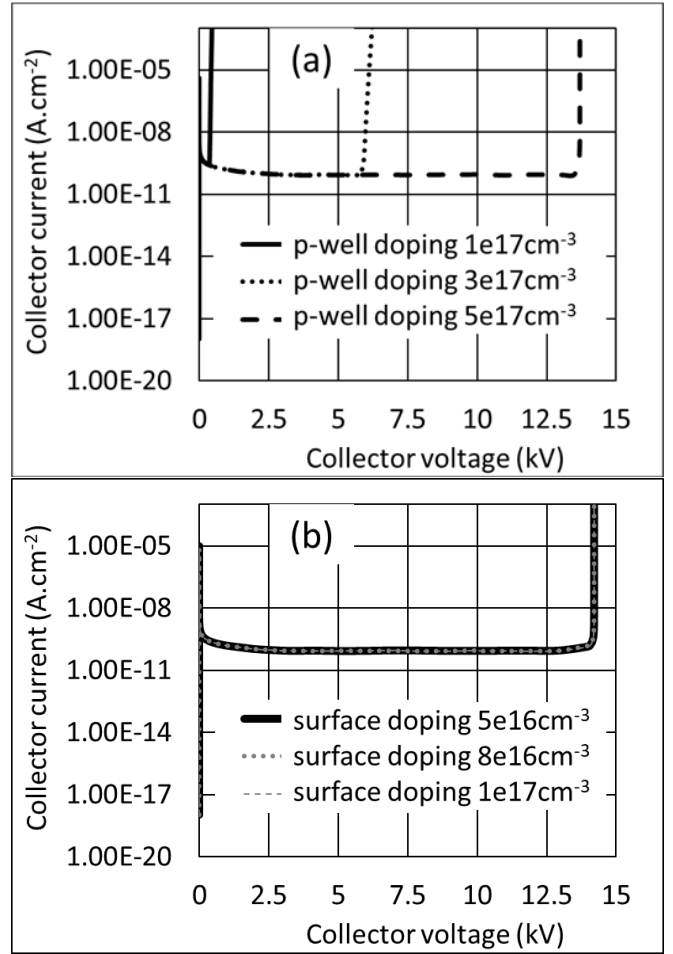 (a)
Collector current (A.cm-2)
1.00E-05
1.00E-08
1.00E-11
1.00E-14
1.00E-17
1.00E-20
p-well doping 1e17cm-3
p-well doping 3e17cm-3
p-well doping 5e17cm-3
0 2.5 5 7.5 10 12.5 15
Collector voltage (kV)
(b)
Collector current (A.cm-2)
1.00E-05
1.00E-08
1.00E-11
1.00E-14
1.00E-17
1.00E-20
surface doping 5e16cm-3
surface doping 8e16cm-3
surface doping 1e17cm-3
0 2.5 5 7.5 10 12.5 15
Collector voltage (kV)